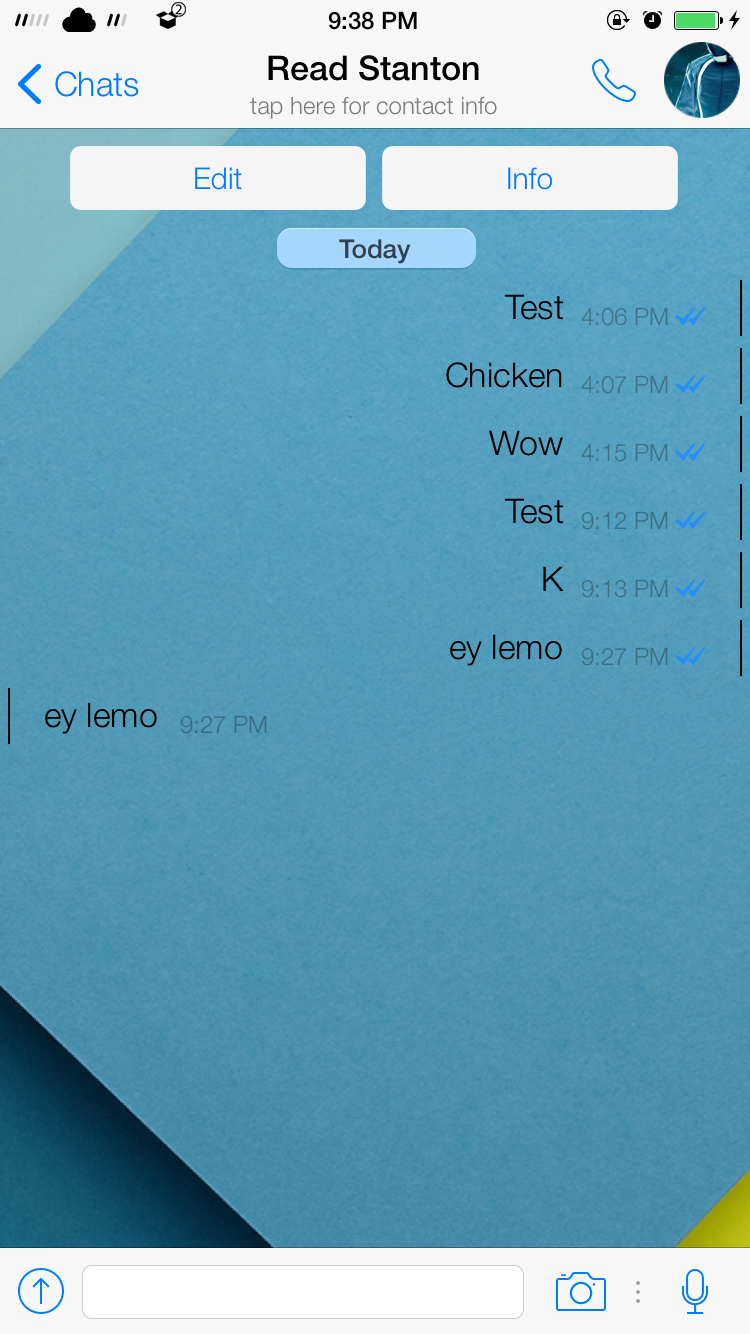 2
9:38 PM
Chats
Read Stanton
tap here for contact info
Edit
Info
Today
Test 4:06 PM
Chicken 4:07 PM
Wow 4:15 PM
Test 9:12 PM
K 9:13 PM
ey lemo 9:27 PM
ey lemo 9:27 PM